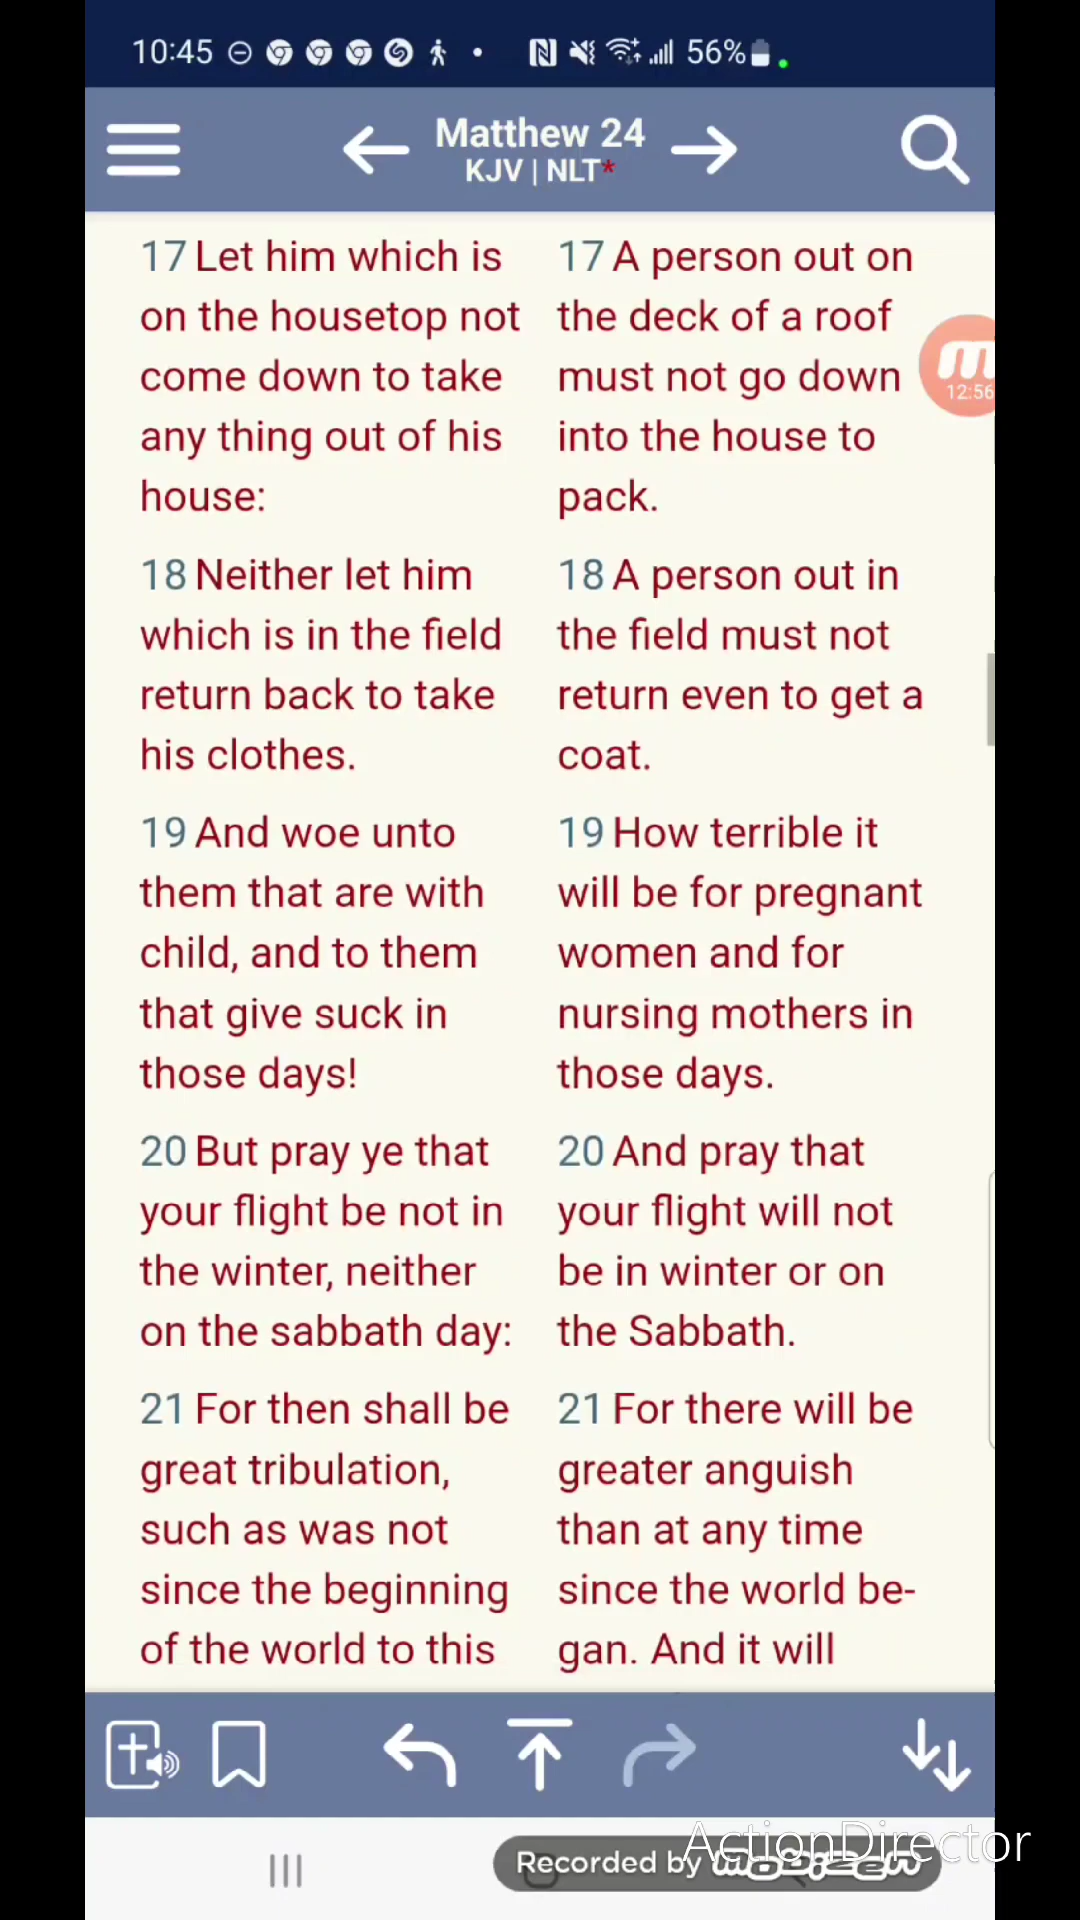 10:45
56%
Matthew 24
KJV | NLT*
17 Let him which is
on the housetop not
come down to take
any thing out of his
house:
18 Neither let him
which is in the field
return back to take
his clothes.
19 And woe unto
them that are with
child, and to them
that give suck in
those days!
20 But pray ye that
your flight be not in
the winter, neither
on the sabbath day:
21 For then shall be
great tribulation,
such as was not
since the beginning
of the world to this
17 A person out on
the deck of a roof
must not go down
into the house to
pack.
18 A person out in
the field must not
return even to get a
coat.
19 How terrible it
will be for pregnant
women and for
nursing mothers in
those days.
20 And pray that
your flight will not
be in winter or on
the Sabbath.
21 For there will be
greater anguish
than at any time
since the world be-
gan. And it will
m
12:56
ActionDirector
Recorded by mobizen